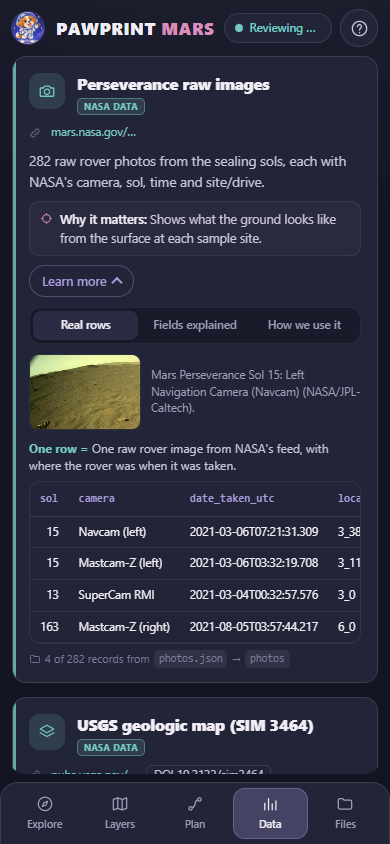 PAWPRINT MARS
Reviewing ...
Perseverance raw images
NASA DATA
mars.nasa.gov/...
282 raw rover photos from the sealing sols, each with
NASA's camera, sol, time and site/drive.
Why it matters: Shows what the ground looks like
from the surface at each sample site.
Learn more
Real rows Fields explained How we use it
Mars Perseverance Sol 15: Left
Navigation Camera (Navcam) (NASA/JPL-
Caltech).
One row = One raw rover image from NASA's feed, with
where the rover was when it was taken.
sol camera date_taken_utc loca
15 Navcam (left) 2021-03-06T07:21:31.309 3_38
15 Mastcam-Z (left) 2021-03-06T03:32:19.708 3_11
13 SuperCam RMI 2021-03-04T00:32:57.576 3_0
163 Mastcam-Z (right) 2021-08-05T03:57:44.217 6_0
4 of 282 records from photos.json → photos
USGS geologic map (SIM 3464)
NASA DATA
Explore Layers Plan Data Files